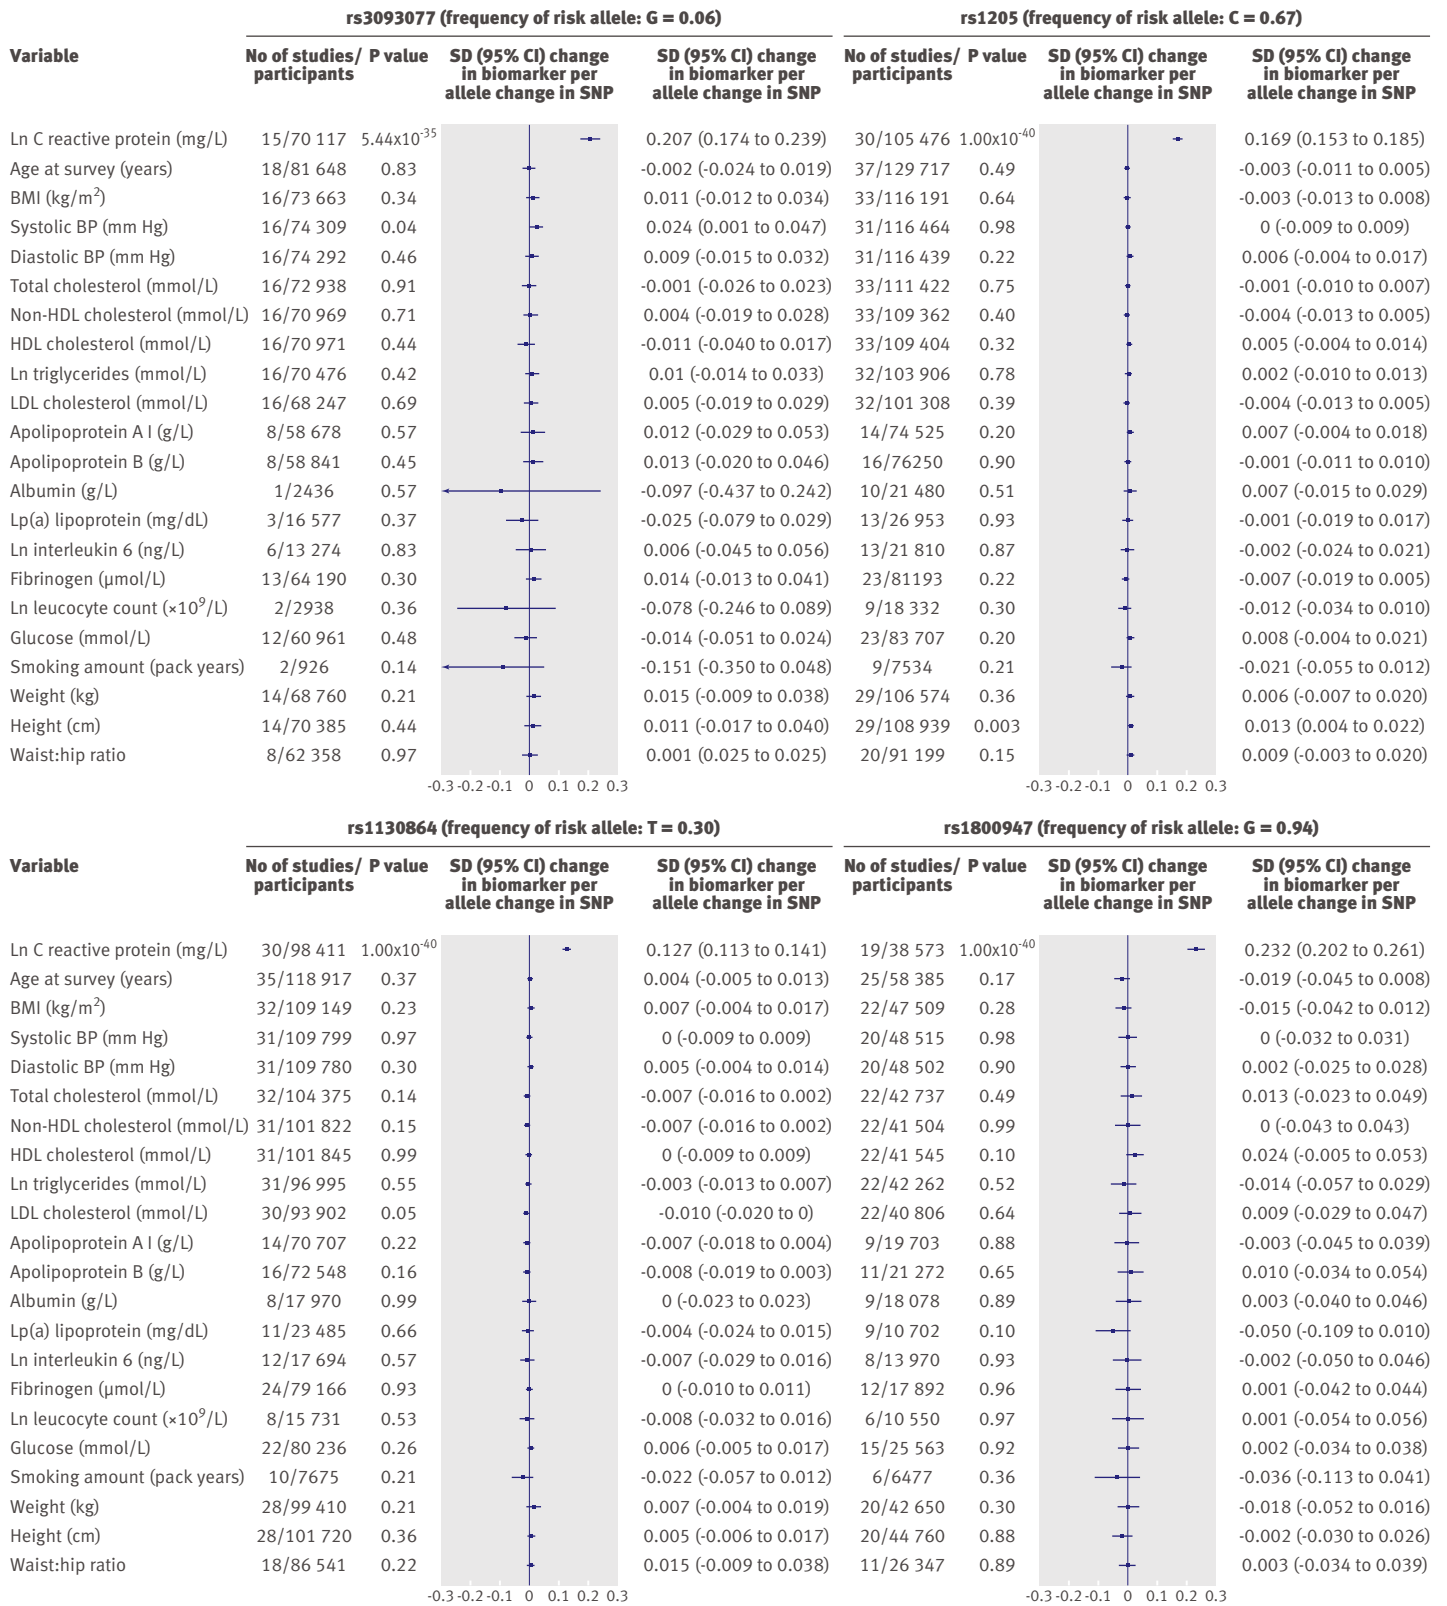 rs3093077 (frequency of risk allele: G = 0.06) rs1205 (frequency of risk allele: C = 0.67)
Variable No of studies/ P value SD (95% CI) change SD (95% CI) change No of studies/ P value SD (95% CI) change SD (95% CI) change
participants in biomarker per in biomarker per participants in biomarker per in biomarker per
allele change in SNP allele change in SNP allele change in SNP allele change in SNP
Ln C reactive protein (mg/L) 15/70 117 5.44x10-35 0.207 (0.174 to 0.239) 30/105 476 1.00x10-40 0.169 (0.153 to 0.185)
Age at survey (years) 18/81 648 0.83 -0.002 (-0.024 to 0.019) 37/129 717 0.49 -0.003 (-0.011 to 0.005)
BMI (kg/m2) 16/73 663 0.34 0.011 (-0.012 to 0.034) 33/116 191 0.64 -0.003 (-0.013 to 0.008)
Systolic BP (mm Hg) 16/74 309 0.04 0.024 (0.001 to 0.047) 31/116 464 0.98 0 (-0.009 to 0.009)
Diastolic BP (mm Hg) 16/74 292 0.46 0.009 (-0.015 to 0.032) 31/116 439 0.22 0.006 (-0.004 to 0.017)
Total cholesterol (mmol/L) 16/72 938 0.91 -0.001 (-0.026 to 0.023) 33/111 422 0.75 -0.001 (-0.010 to 0.007)
Non-HDL cholesterol (mmol/L) 16/70 969 0.71 0.004 (-0.019 to 0.028) 33/109 362 0.40 -0.004 (-0.013 to 0.005)
HDL cholesterol (mmol/L) 16/70 971 0.44 -0.011 (-0.040 to 0.017) 33/109 404 0.32 0.005 (-0.004 to 0.014)
Ln triglycerides (mmol/L) 16/70 476 0.42 0.01 (-0.014 to 0.033) 32/103 906 0.78 0.002 (-0.010 to 0.013)
LDL cholesterol (mmol/L) 16/68 247 0.69 0.005 (-0.019 to 0.029) 32/101 308 0.39 -0.004 (-0.013 to 0.005)
Apolipoprotein A I (g/L) 8/58 678 0.57 0.012 (-0.029 to 0.053) 14/74 525 0.20 0.007 (-0.004 to 0.018)
Apolipoprotein B (g/L) 8/58 841 0.45 0.013 (-0.020 to 0.046) 16/76250 0.90 -0.001 (-0.011 to 0.010)
Albumin (g/L) 1/2436 0.57 -0.097 (-0.437 to 0.242) 10/21 480 0.51 0.007 (-0.015 to 0.029)
Lp(a) lipoprotein (mg/dL) 3/16 577 0.37 -0.025 (-0.079 to 0.029) 13/26 953 0.93 -0.001 (-0.019 to 0.017)
Ln interleukin 6 (ng/L) 6/13 274 0.83 0.006 (-0.045 to 0.056) 13/21 810 0.87 -0.002 (-0.024 to 0.021)
Fibrinogen (µmol/L) 13/64 190 0.30 0.014 (-0.013 to 0.041) 23/81193 0.22 -0.007 (-0.019 to 0.005)
Ln leucocyte count (×10⁹/L) 2/2938 0.36 -0.078 (-0.246 to 0.089) 9/18 332 0.30 -0.012 (-0.034 to 0.010)
Glucose (mmol/L) 12/60 961 0.48 -0.014 (-0.051 to 0.024) 23/83 707 0.20 0.008 (-0.004 to 0.021)
Smoking amount (pack years) 2/926 0.14 -0.151 (-0.350 to 0.048) 9/7534 0.21 -0.021 (-0.055 to 0.012)
Weight (kg) 14/68 760 0.21 0.015 (-0.009 to 0.038) 29/106 574 0.36 0.006 (-0.007 to 0.020)
Height (cm) 14/70 385 0.44 0.011 (-0.017 to 0.040) 29/108 939 0.003 0.013 (0.004 to 0.022)
Waist:hip ratio 8/62 358 0.97 0.001 (0.025 to 0.025) 20/91 199 0.15 0.009 (-0.003 to 0.020)
-0.3 -0.2 -0.1 0 0.1 0.2 0.3 -0.3 -0.2 -0.1 0 0.1 0.2 0.3
rs1130864 (frequency of risk allele: T = 0.30) rs1800947 (frequency of risk allele: G = 0.94)
Variable No of studies/ P value SD (95% CI) change SD (95% CI) change No of studies/ P value SD (95% CI) change SD (95% CI) change
participants in biomarker per in biomarker per participants in biomarker per in biomarker per
allele change in SNP allele change in SNP allele change in SNP allele change in SNP
Ln C reactive protein (mg/L) 30/98 411 1.00x10-40 0.127 (0.113 to 0.141) 19/38 573 1.00x10-40 0.232 (0.202 to 0.261)
Age at survey (years) 35/118 917 0.37 0.004 (-0.005 to 0.013) 25/58 385 0.17 -0.019 (-0.045 to 0.008)
BMI (kg/m2) 32/109 149 0.23 0.007 (-0.004 to 0.017) 22/47 509 0.28 -0.015 (-0.042 to 0.012)
Systolic BP (mm Hg) 31/109 799 0.97 0 (-0.009 to 0.009) 20/48 515 0.98 0 (-0.032 to 0.031)
Diastolic BP (mm Hg) 31/109 780 0.30 0.005 (-0.004 to 0.014) 20/48 502 0.90 0.002 (-0.025 to 0.028)
Total cholesterol (mmol/L) 32/104 375 0.14 -0.007 (-0.016 to 0.002) 22/42 737 0.49 0.013 (-0.023 to 0.049)
Non-HDL cholesterol (mmol/L) 31/101 822 0.15 -0.007 (-0.016 to 0.002) 22/41 504 0.99 0 (-0.043 to 0.043)
HDL cholesterol (mmol/L) 31/101 845 0.99 0 (-0.009 to 0.009) 22/41 545 0.10 0.024 (-0.005 to 0.053)
Ln triglycerides (mmol/L) 31/96 995 0.55 -0.003 (-0.013 to 0.007) 22/42 262 0.52 -0.014 (-0.057 to 0.029)
LDL cholesterol (mmol/L) 30/93 902 0.05 -0.010 (-0.020 to 0) 22/40 806 0.64 0.009 (-0.029 to 0.047)
Apolipoprotein A I (g/L) 14/70 707 0.22 -0.007 (-0.018 to 0.004) 9/19 703 0.88 -0.003 (-0.045 to 0.039)
Apolipoprotein B (g/L) 16/72 548 0.16 -0.008 (-0.019 to 0.003) 11/21 272 0.65 0.010 (-0.034 to 0.054)
Albumin (g/L) 8/17 970 0.99 0 (-0.023 to 0.023) 9/18 078 0.89 0.003 (-0.040 to 0.046)
Lp(a) lipoprotein (mg/dL) 11/23 485 0.66 -0.004 (-0.024 to 0.015) 9/10 702 0.10 -0.050 (-0.109 to 0.010)
Ln interleukin 6 (ng/L) 12/17 694 0.57 -0.007 (-0.029 to 0.016) 8/13 970 0.93 -0.002 (-0.050 to 0.046)
Fibrinogen (µmol/L) 24/79 166 0.93 0 (-0.010 to 0.011) 12/17 892 0.96 0.001 (-0.042 to 0.044)
Ln leucocyte count (×10⁹/L) 8/15 731 0.53 -0.008 (-0.032 to 0.016) 6/10 550 0.97 0.001 (-0.054 to 0.056)
Glucose (mmol/L) 22/80 236 0.26 0.006 (-0.005 to 0.017) 15/25 563 0.92 0.002 (-0.034 to 0.038)
Smoking amount (pack years) 10/7675 0.21 -0.022 (-0.057 to 0.012) 6/6477 0.36 -0.036 (-0.113 to 0.041)
Weight (kg) 28/99 410 0.21 0.007 (-0.004 to 0.019) 20/42 650 0.30 -0.018 (-0.052 to 0.016)
Height (cm) 28/101 720 0.36 0.005 (-0.006 to 0.017) 20/44 760 0.88 -0.002 (-0.030 to 0.026)
Waist:hip ratio 18/86 541 0.22 0.015 (-0.009 to 0.038) 11/26 347 0.89 0.003 (-0.034 to 0.039)
-0.3 -0.2 -0.1 0 0.1 0.2 0.3 -0.3 -0.2 -0.1 0 0.1 0.2 0.3